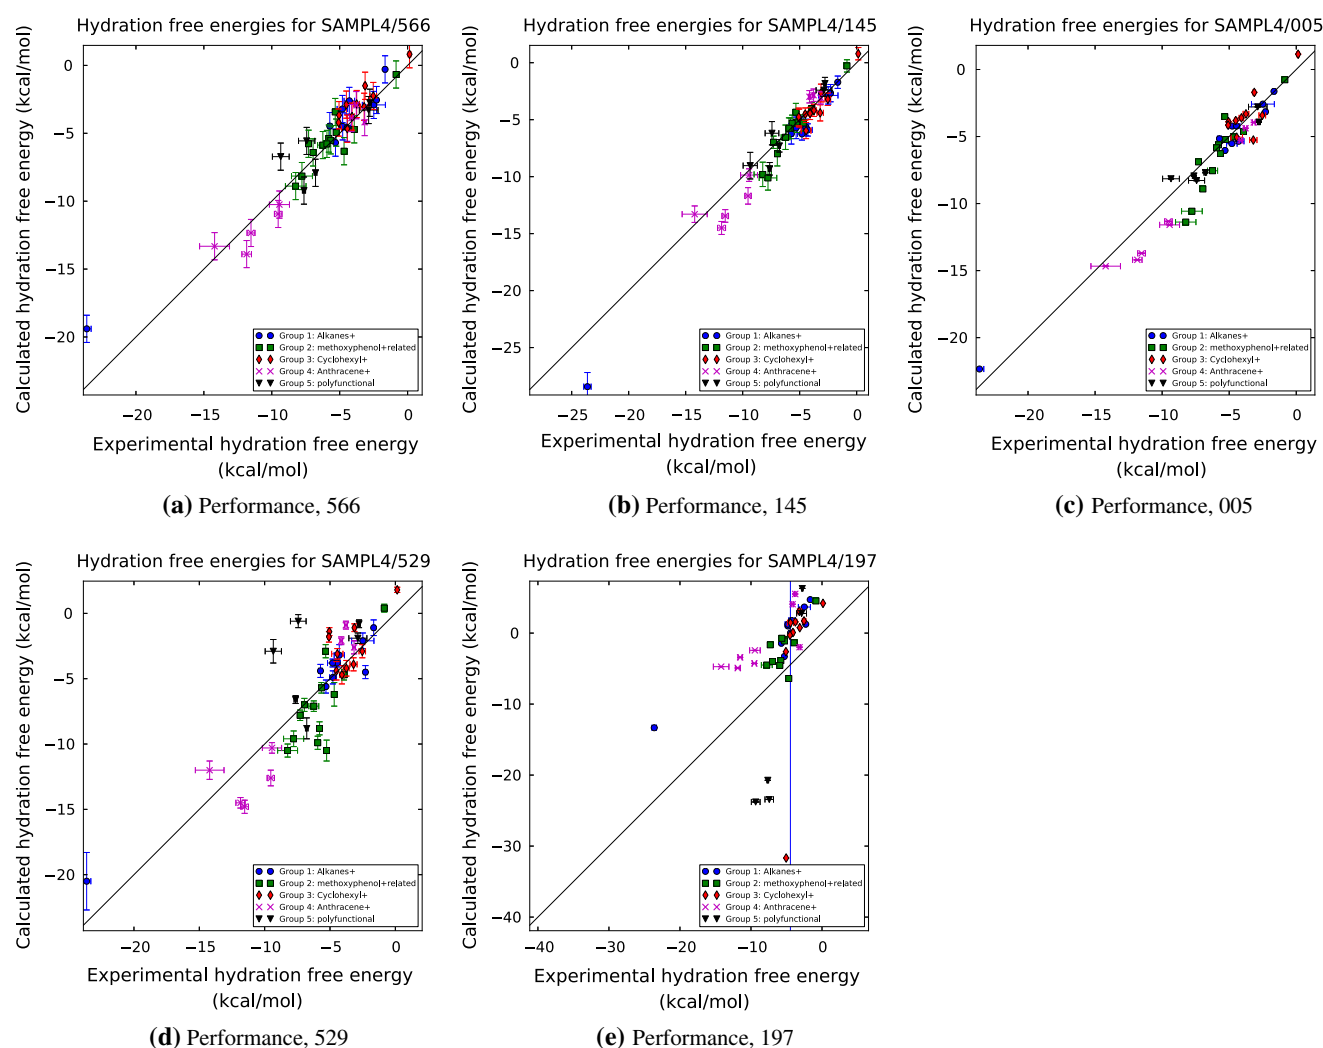 Hydration free energies for SAMPL4/566
Calculated hydration free energy (kcal/mol)
0
−5
−10
−15
−20
−20 −15 −10 −5 0
Group 1: Alkanes+
Group 2: methoxyphenol+related
Group 3: Cyclohexyl+
Group 4: Anthracene+
Group 5: polyfunctional
Experimental hydration free energy
(kcal/mol)
(a) Performance, 566
Hydration free energies for SAMPL4/145
Calculated hydration free energy (kcal/mol)
0
−5
−10
−15
−20
−25
−25 −20 −15 −10 −5 0
Group 1: Alkanes+
Group 2: methoxyphenol+related
Group 3: Cyclohexyl+
Group 4: Anthracene+
Group 5: polyfunctional
Experimental hydration free energy
(kcal/mol)
(b) Performance, 145
Hydration free energies for SAMPL4/005
Calculated hydration free energy (kcal/mol)
0
−5
−10
−15
−20
−20 −15 −10 −5 0
Group 1: Alkanes+
Group 2: methoxyphenol+related
Group 3: Cyclohexyl+
Group 4: Anthracene+
Group 5: polyfunctional
Experimental hydration free energy
(kcal/mol)
(c) Performance, 005
Hydration free energies for SAMPL4/529
Calculated hydration free energy (kcal/mol)
0
−5
−10
−15
−20
−20 −15 −10 −5 0
Group 1: Alkanes+
Group 2: methoxyphenol+related
Group 3: Cyclohexyl+
Group 4: Anthracene+
Group 5: polyfunctional
Experimental hydration free energy
(kcal/mol)
(d) Performance, 529
Hydration free energies for SAMPL4/197
Calculated hydration free energy (kcal/mol)
0
−10
−20
−30
−40
−40 −30 −20 −10 0
Group 1: Alkanes+
Group 2: methoxyphenol+related
Group 3: Cyclohexyl+
Group 4: Anthracene+
Group 5: polyfunctional
Experimental hydration free energy
(kcal/mol)
(e) Performance, 197